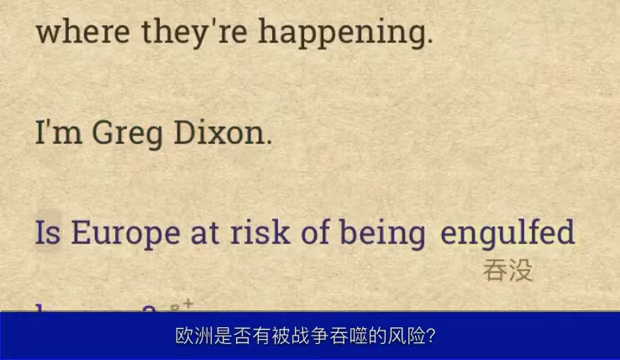 where they're happening.
I'm Greg Dixon.
Is Europe at risk of being engulfed
吞没
欧洲是否有被战争吞噬的风险?